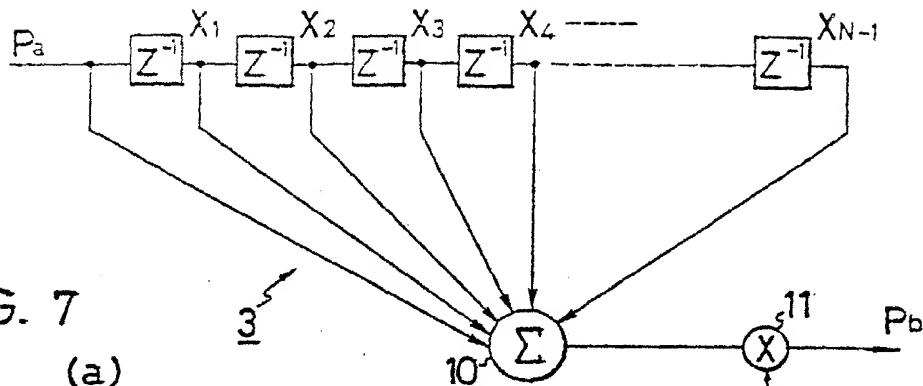 Pa X1 X2 X3 X4 XN-1
Z⁻¹ Z⁻¹ Z⁻¹ Z⁻¹ Z⁻¹
G. 7
(a)
3
10 Σ
11 X
Pb